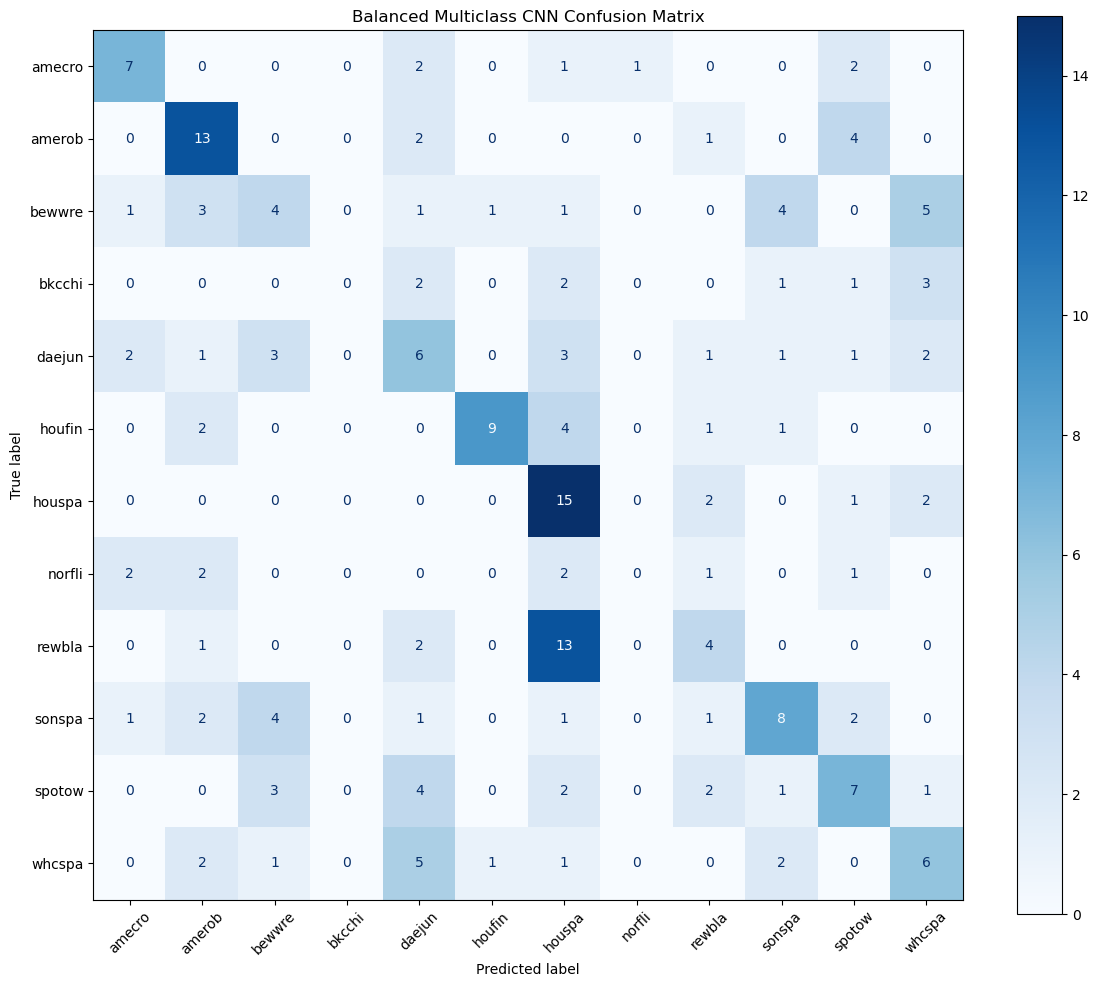 Balanced Multiclass CNN Confusion Matrix
amecro 7 0 0 0 2 0 1 1 0 0 2 0
amerob 0 13 0 0 2 0 0 0 1 0 4 0
bewwre 1 3 4 0 1 1 1 0 0 4 0 5
bkcchi 0 0 0 0 2 0 2 0 0 1 1 3
daejun 2 1 3 0 6 0 3 0 1 1 1 2
houfin 0 2 0 0 0 9 4 0 1 1 0 0
houspa 0 0 0 0 0 0 15 0 2 0 1 2
norfli 2 2 0 0 0 0 2 0 1 0 1 0
rewbla 0 1 0 0 2 0 13 0 4 0 0 0
sonspa 1 2 4 0 1 0 1 0 1 8 2 0
spotow 0 0 3 0 4 0 2 0 2 1 7 1
whcspa 0 2 1 0 5 1 1 0 0 2 0 6
amecro amerob bewwre bkcchi daejun houfin houspa norfli rewbla sonspa spotow whcspa
Predicted label
True label
14
12
10
8
6
4
2
0